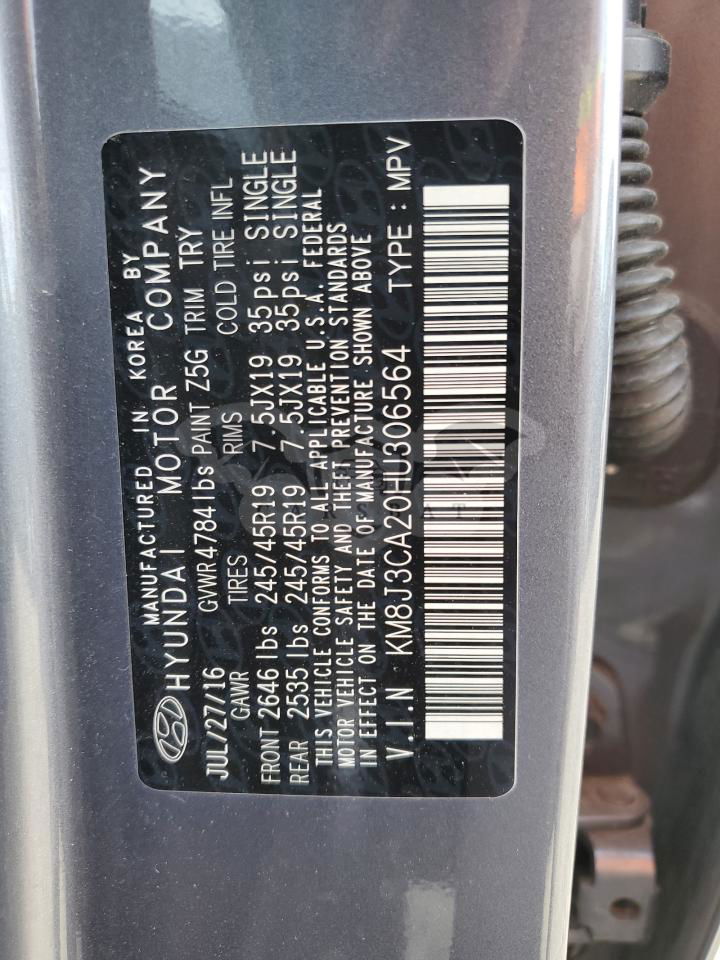 MANUFACTURED IN KOREA BY
HYUNDAI MOTOR COMPANY
JUL/27/16 GVWR4784lbs PAINT Z5G TRIM TRY
GAWR TIRES RIMS COLD TIRE INFL
FRONT 2646 lbs 245/45R19 7.5JX19 35psi SINGLE
REAR 2535 lbs 245/45R19 7.5JX19 35psi SINGLE
THIS VEHICLE CONFORMS TO ALL APPLICABLE U.S.A. FEDERAL
MOTOR VEHICLE SAFETY AND THEFT PREVENTION STANDARDS
IN EFFECT ON THE DATE OF MANUFACTURE SHOWN ABOVE
V.I.N KM8J3CA20HU306564 TYPE : MPV